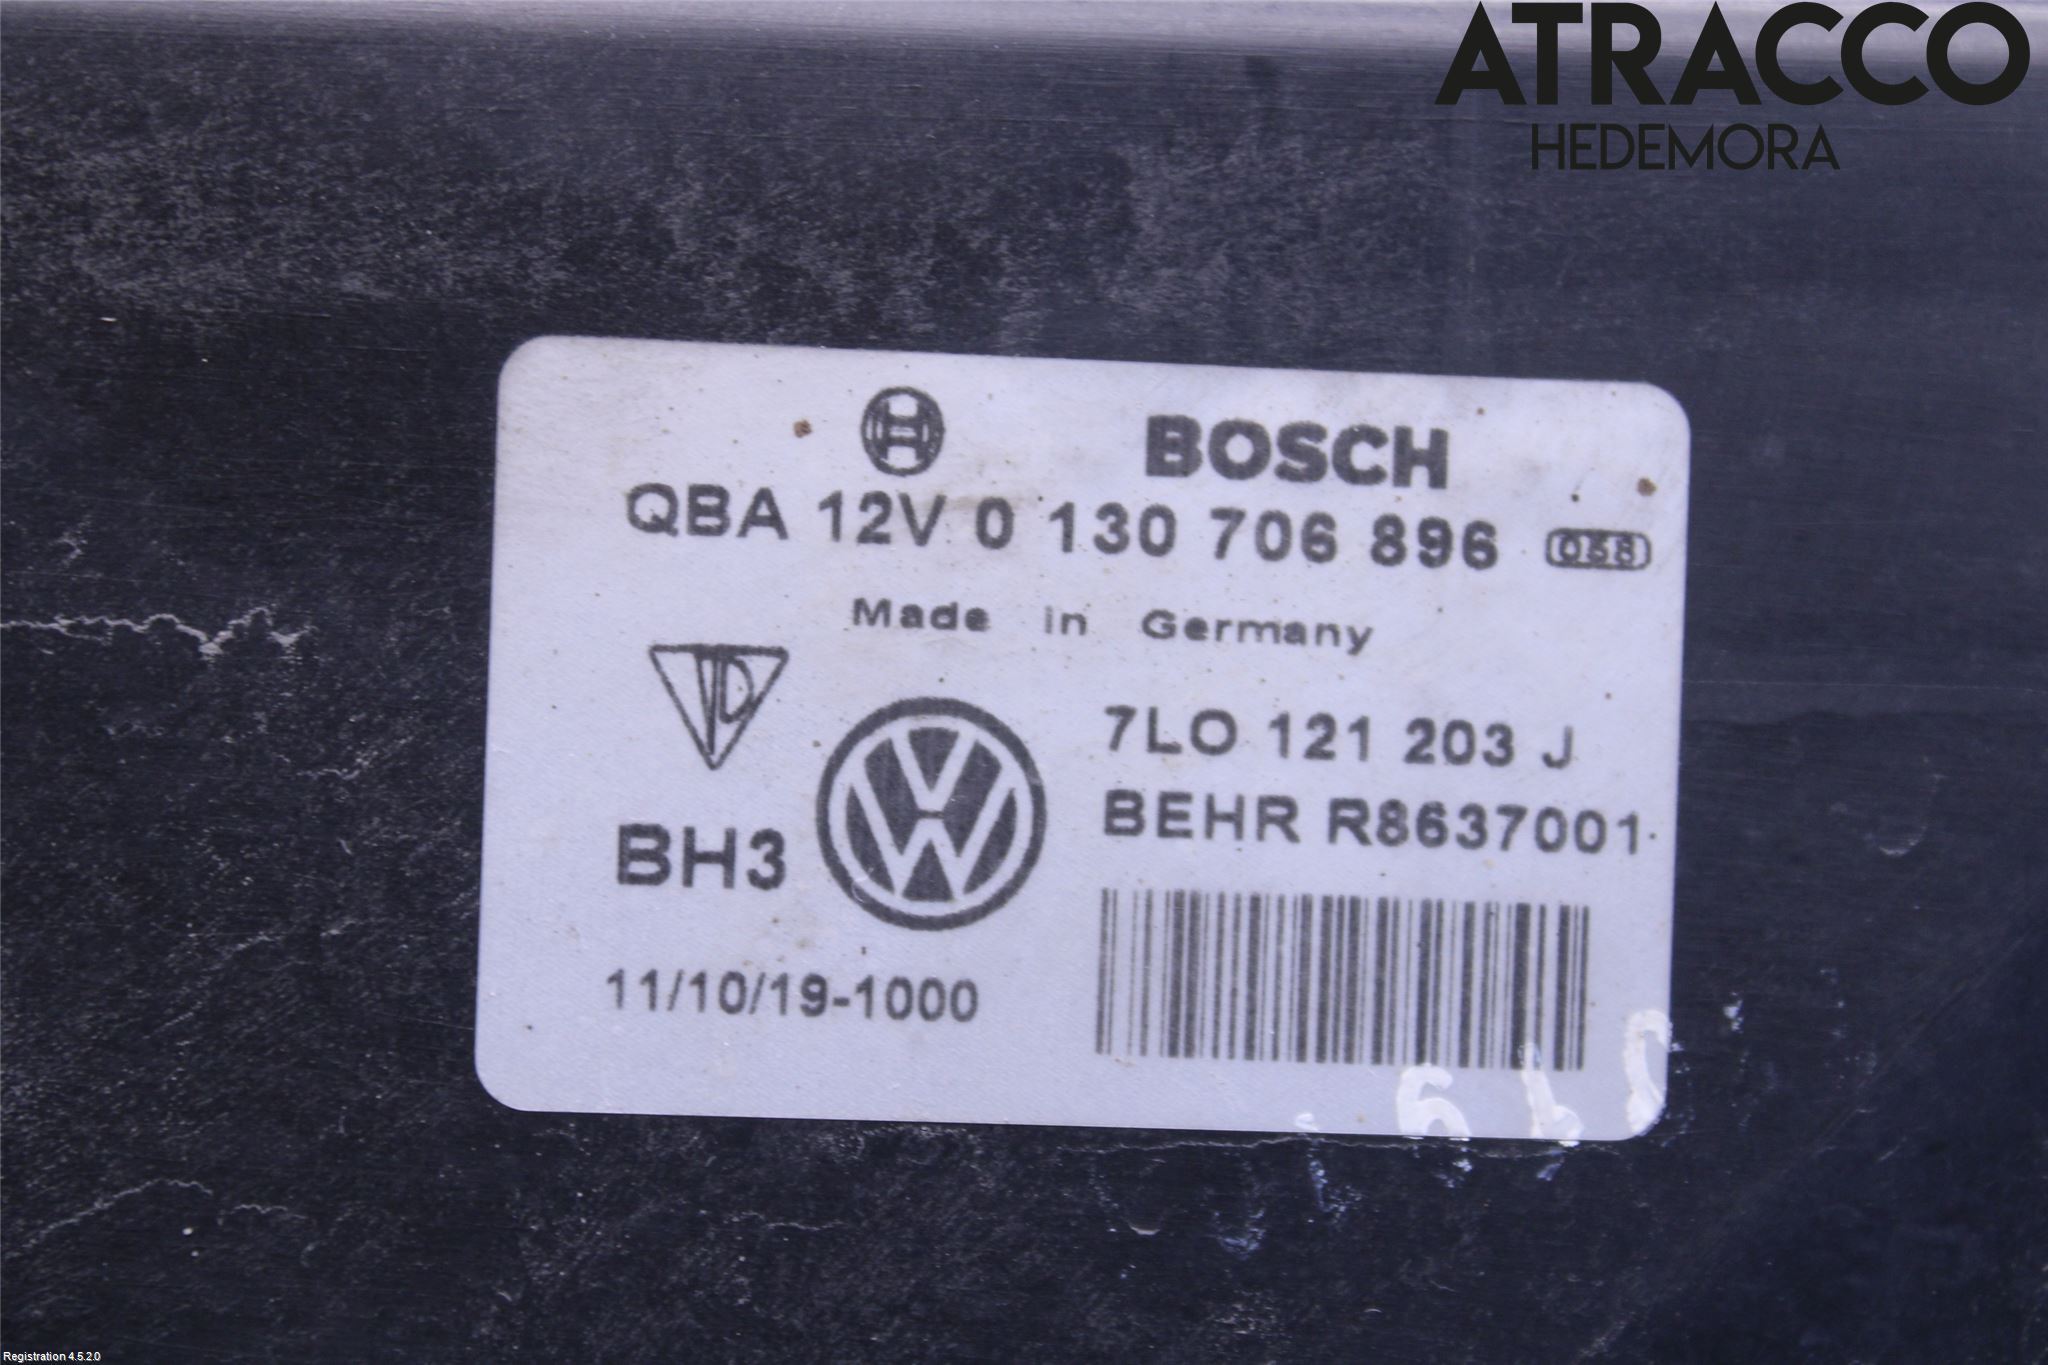 ATRACCO
HEDEMORA
BOSCH
QBA 12V 0 130 706 896
Made in Germany
7LO 121 203 J
BEHR R8637001
BH3
11/10/19-1000
Registration 4.5.2.0